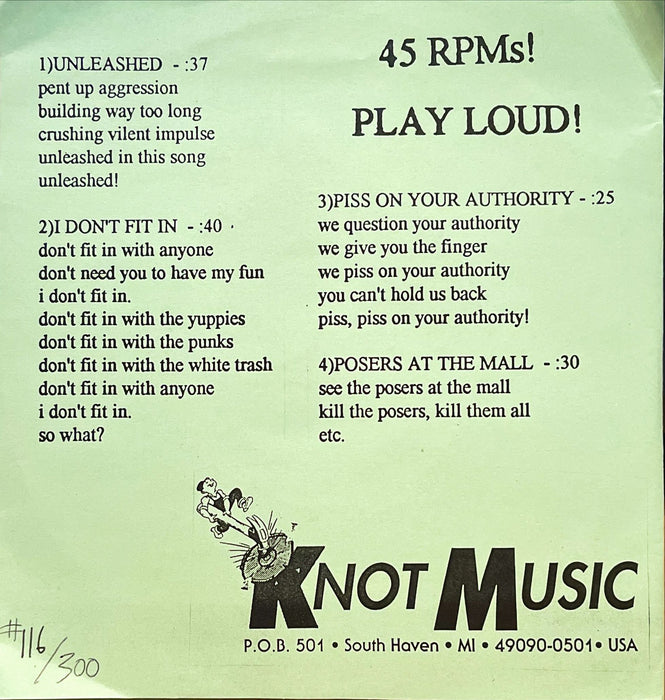 1)UNLEASHED - :37
pent up aggression
building way too long
crushing vilent impulse
unleashed in this song
unleashed!
2)I DON'T FIT IN - :40
don't fit in with anyone
don't need you to have my fun
i don't fit in.
don't fit in with the yuppies
don't fit in with the punks
don't fit in with the white trash
don't fit in with anyone
i don't fit in.
so what?
45 RPMs!
PLAY LOUD!
3)PISS ON YOUR AUTHORITY - :25
we question your authority
we give you the finger
we piss on your authority
you can't hold us back
piss, piss on your authority!
4)POSERS AT THE MALL - :30
see the posers at the mall
kill the posers, kill them all
etc.
KNOT MUSIC
P.O.B. 501 • South Haven • MI • 49090-0501• USA
#116/300